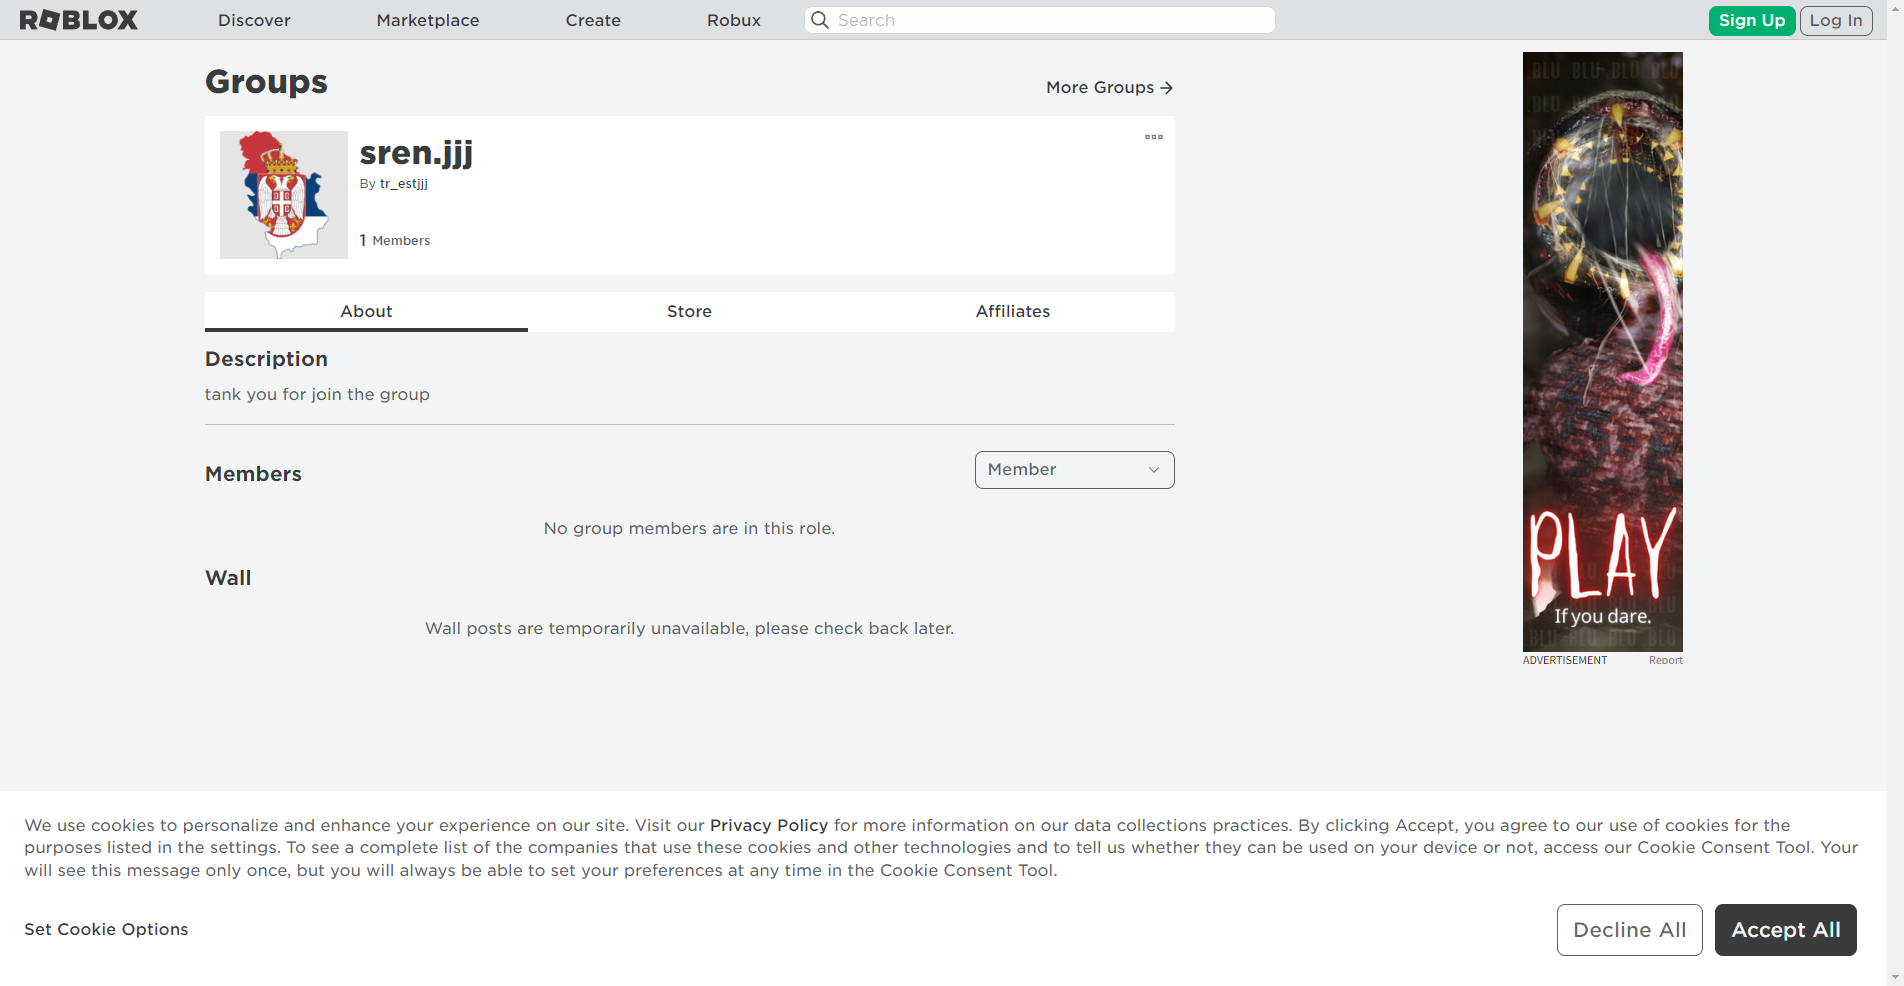 ROBLOX
Discover
Marketplace
Create
Robux
Search
Sign Up
Log In
Groups
More Groups
sren.jjj
By tr_estjjj
1 Members
About
Store
Affiliates
Description
tank you for join the group
Members
Member
No group members are in this role.
Wall
Wall posts are temporarily unavailable, please check back later.
BLU BLU BLU BLU
PLAY
If you dare.
ADVERTISEMENT
Report
We use cookies to personalize and enhance your experience on our site. Visit our Privacy Policy for more information on our data collections practices. By clicking Accept, you agree to our use of cookies for the
purposes listed in the settings. To see a complete list of the companies that use these cookies and other technologies and to tell us whether they can be used on your device or not, access our Cookie Consent Tool. Your
will see this message only once, but you will always be able to set your preferences at any time in the Cookie Consent Tool.
Set Cookie Options
Decline All
Accept All